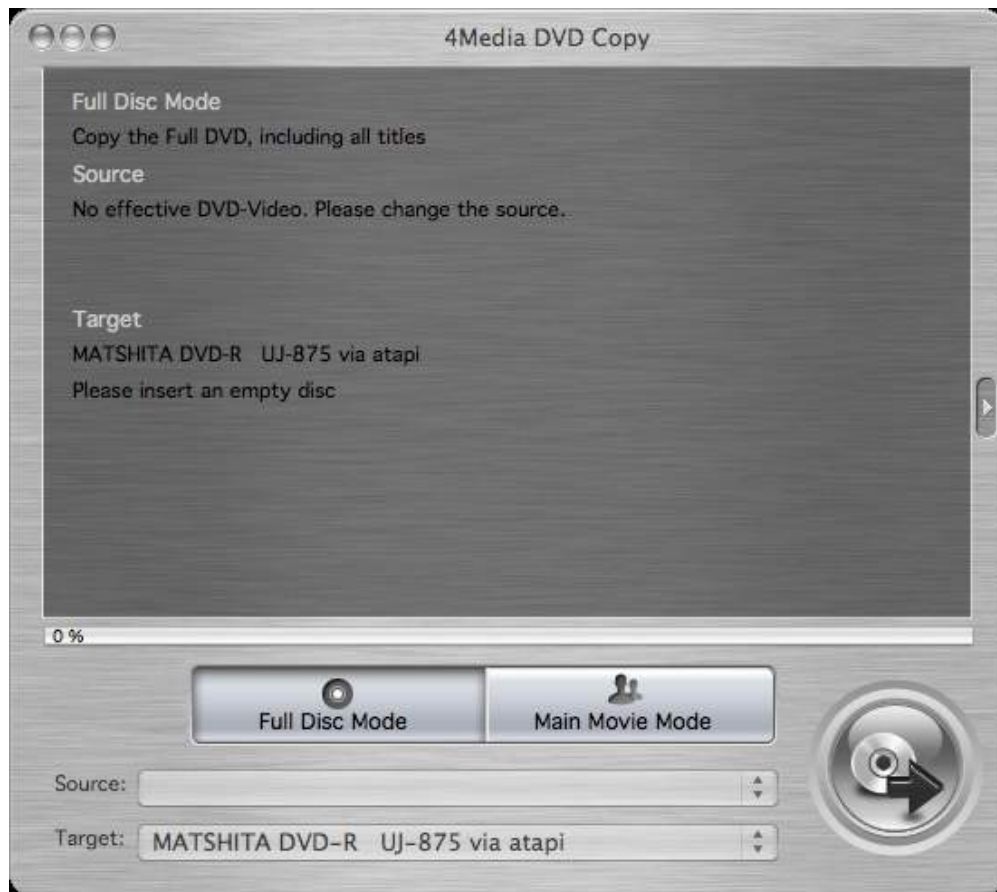 4Media DVD Copy
Full Disc Mode
Copy the Full DVD, including all titles
Source
No effective DVD-Video. Please change the source.
Target
MATSHITA DVD-R UJ-875 via atapi
Please insert an empty disc
0 %
Full Disc Mode
Main Movie Mode
Source:
Target: MATSHITA DVD-R UJ-875 via atapi